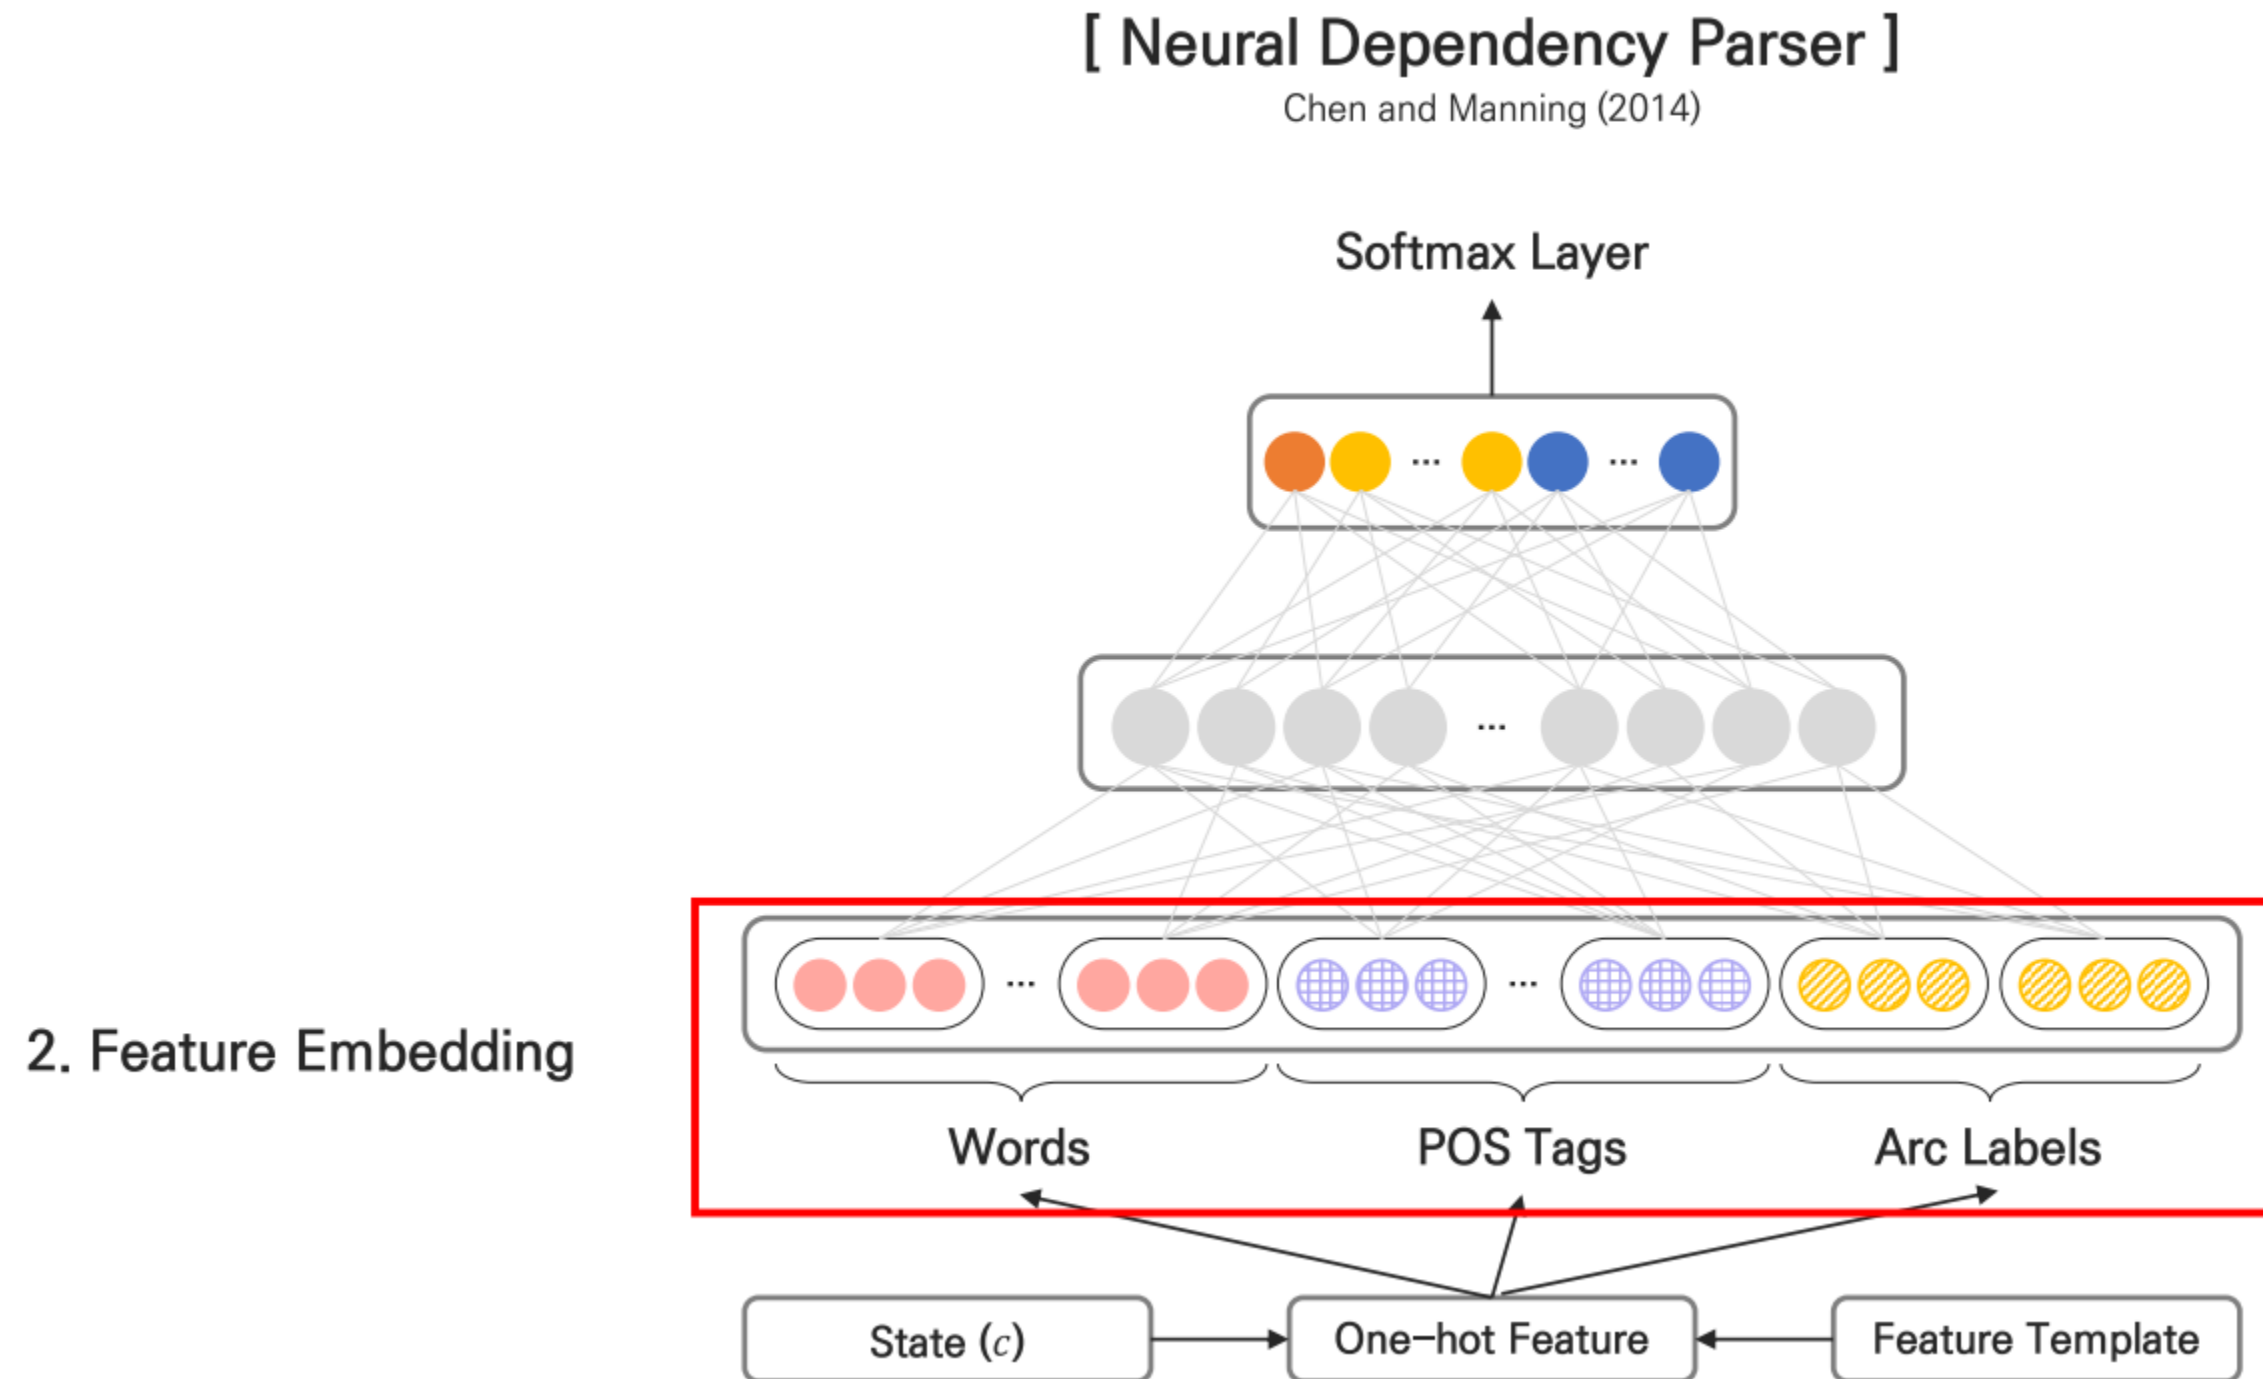 [ Neural Dependency Parser ]
Chen and Manning (2014)
Softmax Layer
...
...
...
...
...
2. Feature Embedding
Words
POS Tags
Arc Labels
State (c)
One-hot Feature
Feature Template